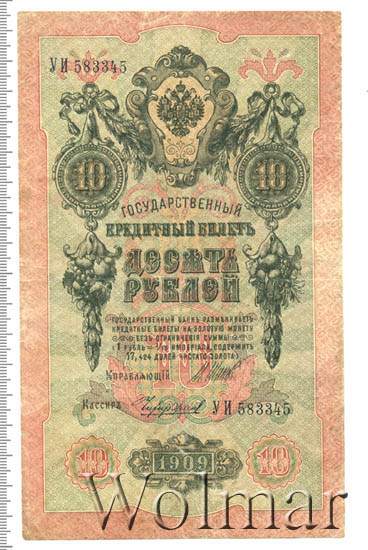 УИ 583345
10 10
ГОСУДАРСТВЕННЫЙ
КРЕДИТНЫЙ БИЛЕТЪ
ДЕСЯТЬ
РУБЛЕЙ
ГОСУДАРСТВЕННЫЙ БАНКЪ РАЗМѢНИВАЕТЪ
КРЕДИТНЫЕ БИЛЕТЫ НА ЗОЛОТУЮ МОНЕТУ
БЕЗЪ ОГРАНИЧЕНІЯ СУММЫ
(1 РУБЛЬ = 1/15 ИМПЕРІАЛА, СОДЕРЖИТЪ
17,424 ДОЛЕЙ ЧИСТАГО ЗОЛОТА)
10
Управляющій
Кассиръ УИ 583345
10 1909 10
Wolmar